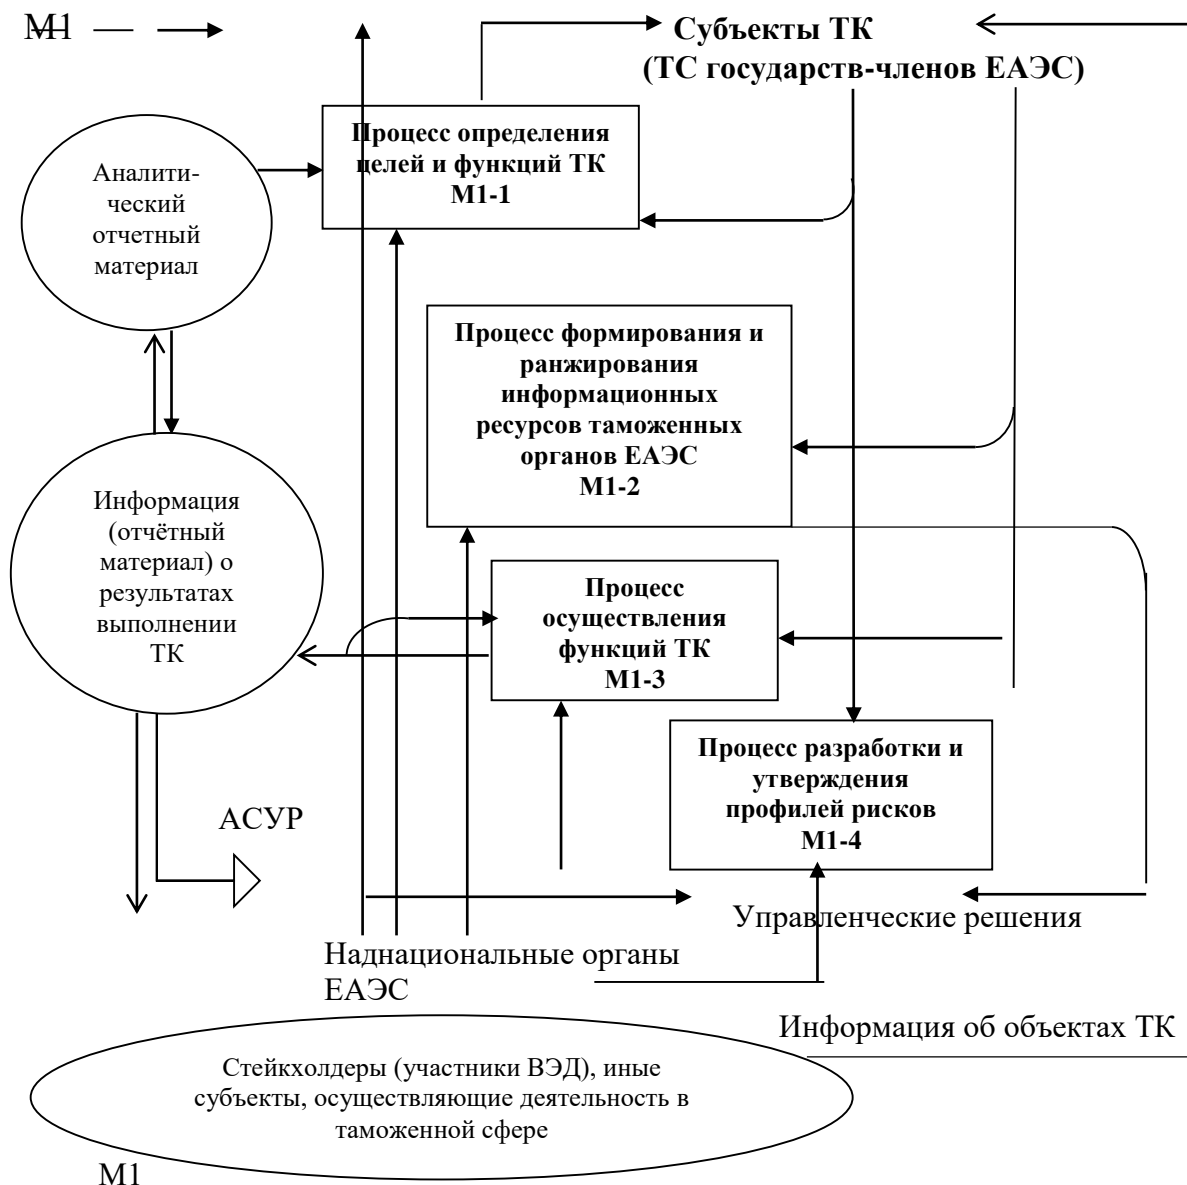 М1
Субъекты ТК
(ТС государств-членов ЕАЭС)
Процесс определения
целей и функций ТК
М1-1
Аналити-
ческий
отчетный
материал
Процесс формирования и
ранжирования
информационных
ресурсов таможенных
органов ЕАЭС
М1-2
Информация
(отчётный
материал) о
результатах
выполнении
ТК
Процесс
осуществления
функций ТК
М1-3
Процесс разработки и
утверждения
профилей рисков
М1-4
АСУР
Управленческие решения
Наднациональные органы
ЕАЭС
Информация об объектах ТК
Стейкхолдеры (участники ВЭД), иные
субъекты, осуществляющие деятельность в
таможенной сфере
М1